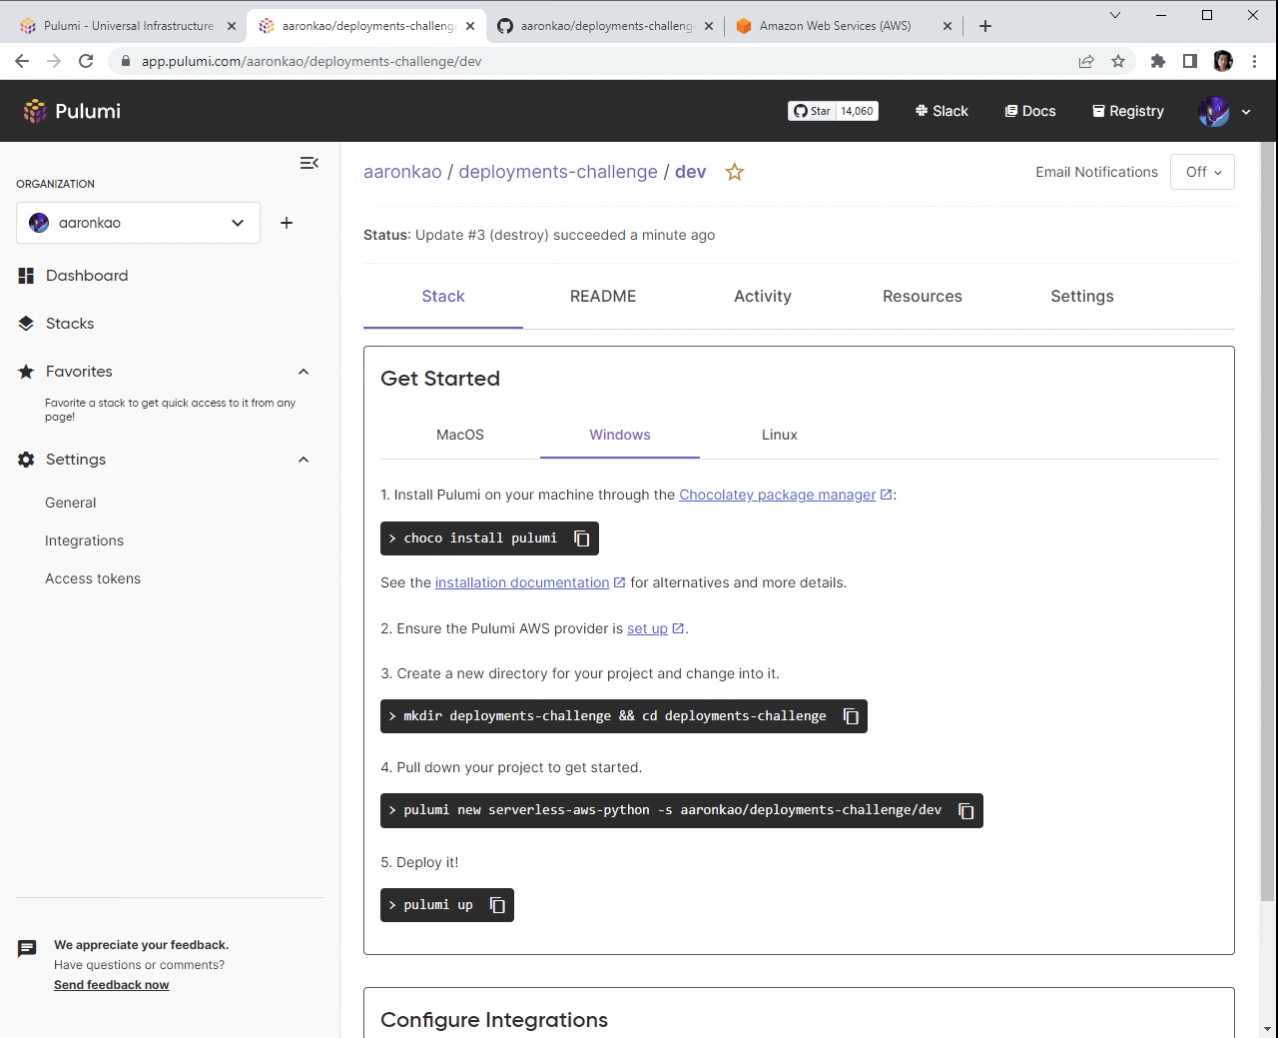 Pulumi - Universal Infrastructure
aaronkao/deployments-challenge
aaronkao/deployments-challenge
Amazon Web Services (AWS)
app.pulumi.com/aaronkao/deployments-challenge/dev
Pulumi
Star 14,060
Slack
Docs
Registry
ORGANIZATION
aaronkao
Dashboard
Stacks
Favorites
Favorite a stack to get quick access to it from any
page!
Settings
General
Integrations
Access tokens
We appreciate your feedback.
Have questions or comments?
Send feedback now
aaronkao / deployments-challenge / dev
Email Notifications
Off
Status: Update #3 (destroy) succeeded a minute ago
Stack
README
Activity
Resources
Settings
Get Started
MacOS
Windows
Linux
1. Install Pulumi on your machine through the Chocolatey package manager :
> choco install pulumi
See the installation documentation for alternatives and more details.
2. Ensure the Pulumi AWS provider is set up .
3. Create a new directory for your project and change into it.
> mkdir deployments-challenge && cd deployments-challenge
4. Pull down your project to get started.
> pulumi new serverless-aws-python -s aaronkao/deployments-challenge/dev
5. Deploy it!
> pulumi up
Configure Integrations